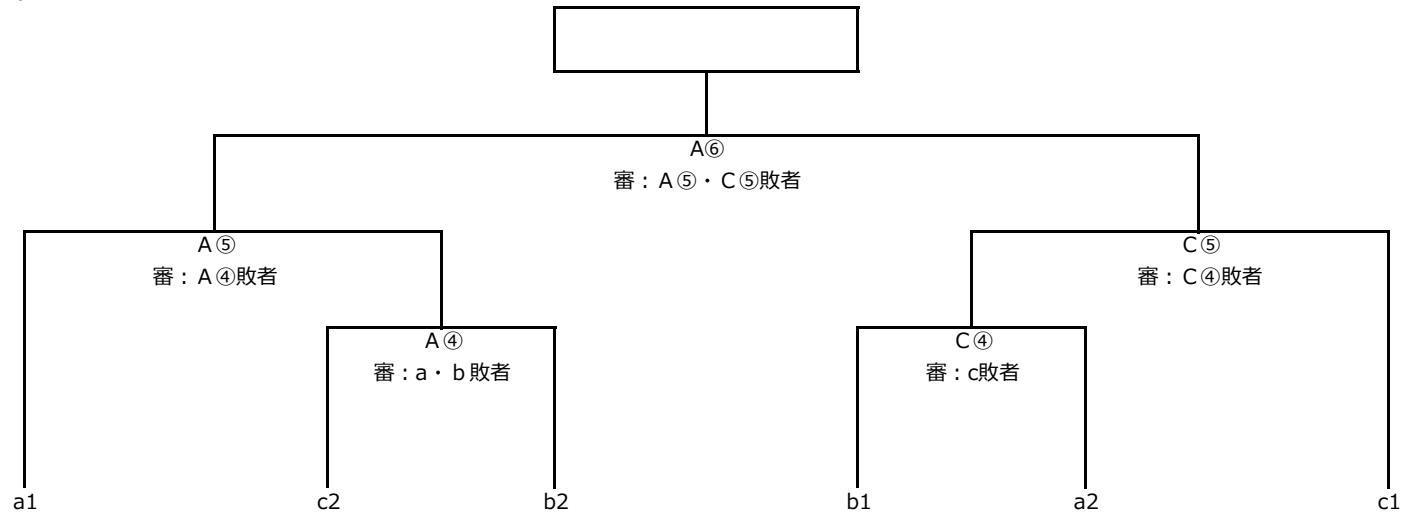 A⑥
審：A⑤・C⑤敗者
A⑤
審：A④敗者
C⑤
審：C④敗者
A④
審：a・b敗者
C④
審：c敗者
a1
c2
b2
b1
a2
c1